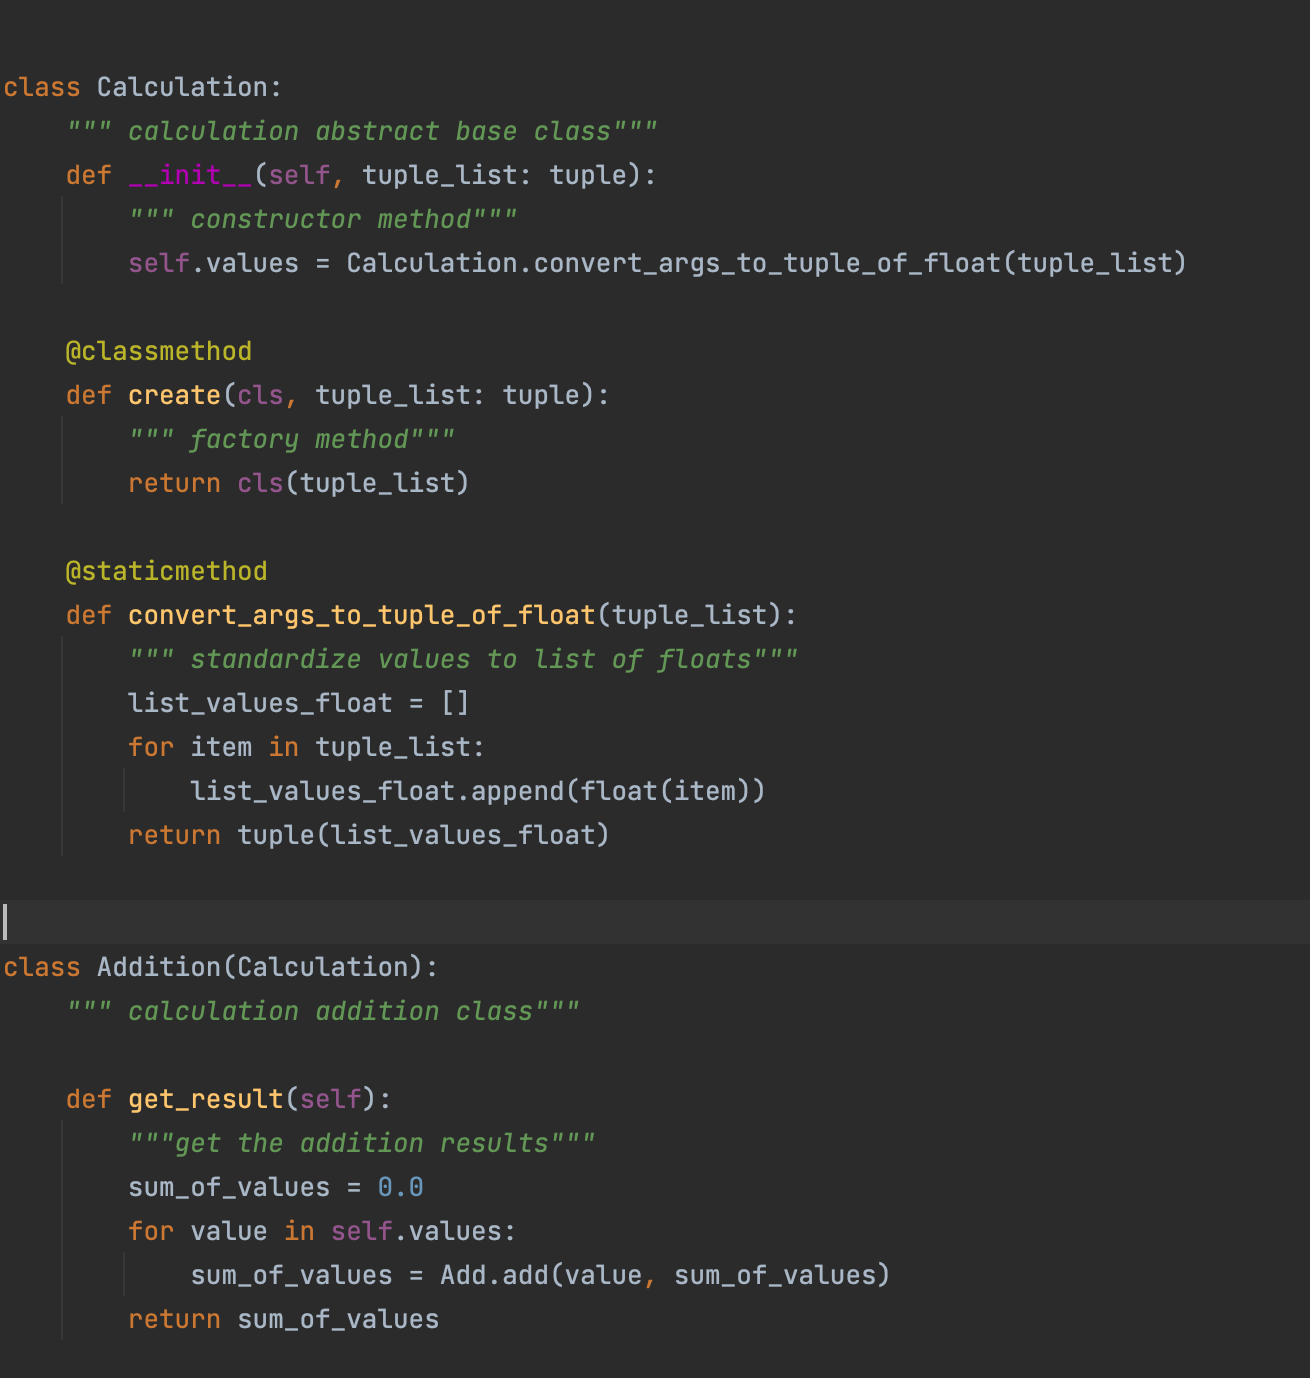 class Calculation:
    """ calculation abstract base class"""
    def __init__(self, tuple_list: tuple):
        """ constructor method"""
        self.values = Calculation.convert_args_to_tuple_of_float(tuple_list)
    @classmethod
    def create(cls, tuple_list: tuple):
        """ factory method"""
        return cls(tuple_list)
    @staticmethod
    def convert_args_to_tuple_of_float(tuple_list):
        """ standardize values to list of floats"""
        list_values_float = []
        for item in tuple_list:
            list_values_float.append(float(item))
        return tuple(list_values_float)
class Addition(Calculation):
    """ calculation addition class"""
    def get_result(self):
        """get the addition results"""
        sum_of_values = 0.0
        for value in self.values:
            sum_of_values = Add.add(value, sum_of_values)
        return sum_of_values